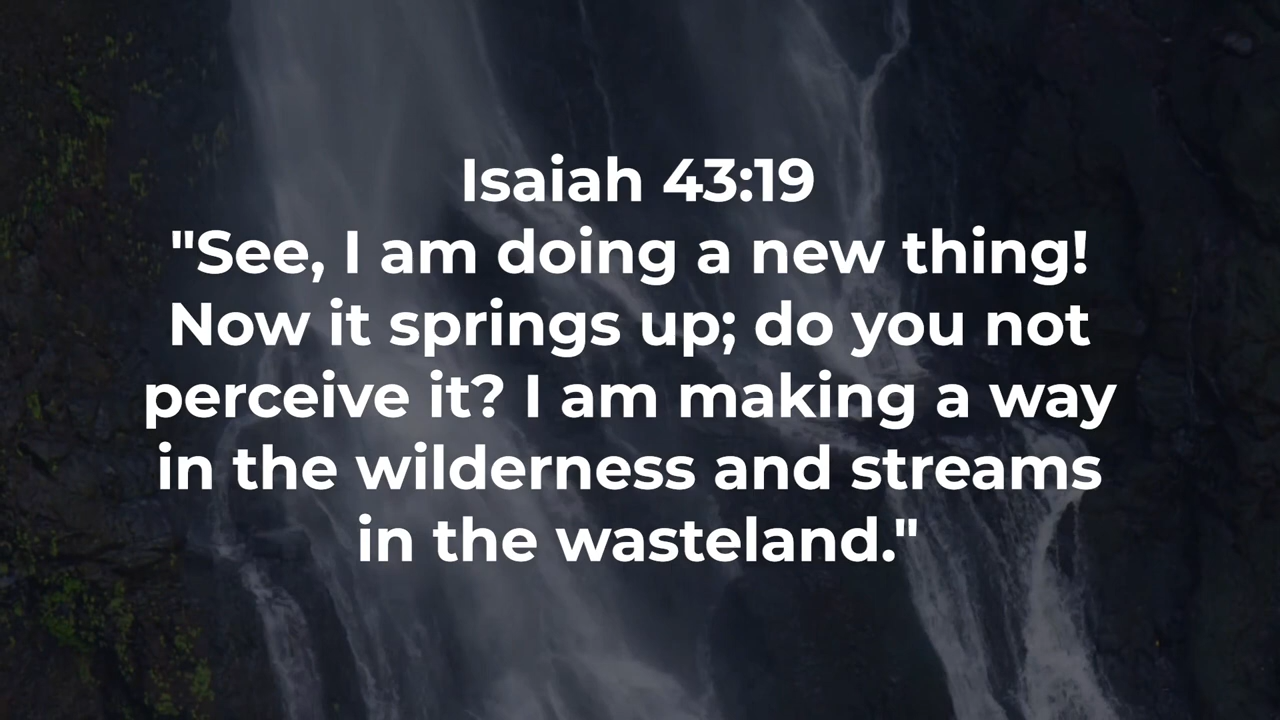 Isaiah 43:19
"See, I am doing a new thing!
Now it springs up; do you not
perceive it? I am making a way
in the wilderness and streams
in the wasteland."